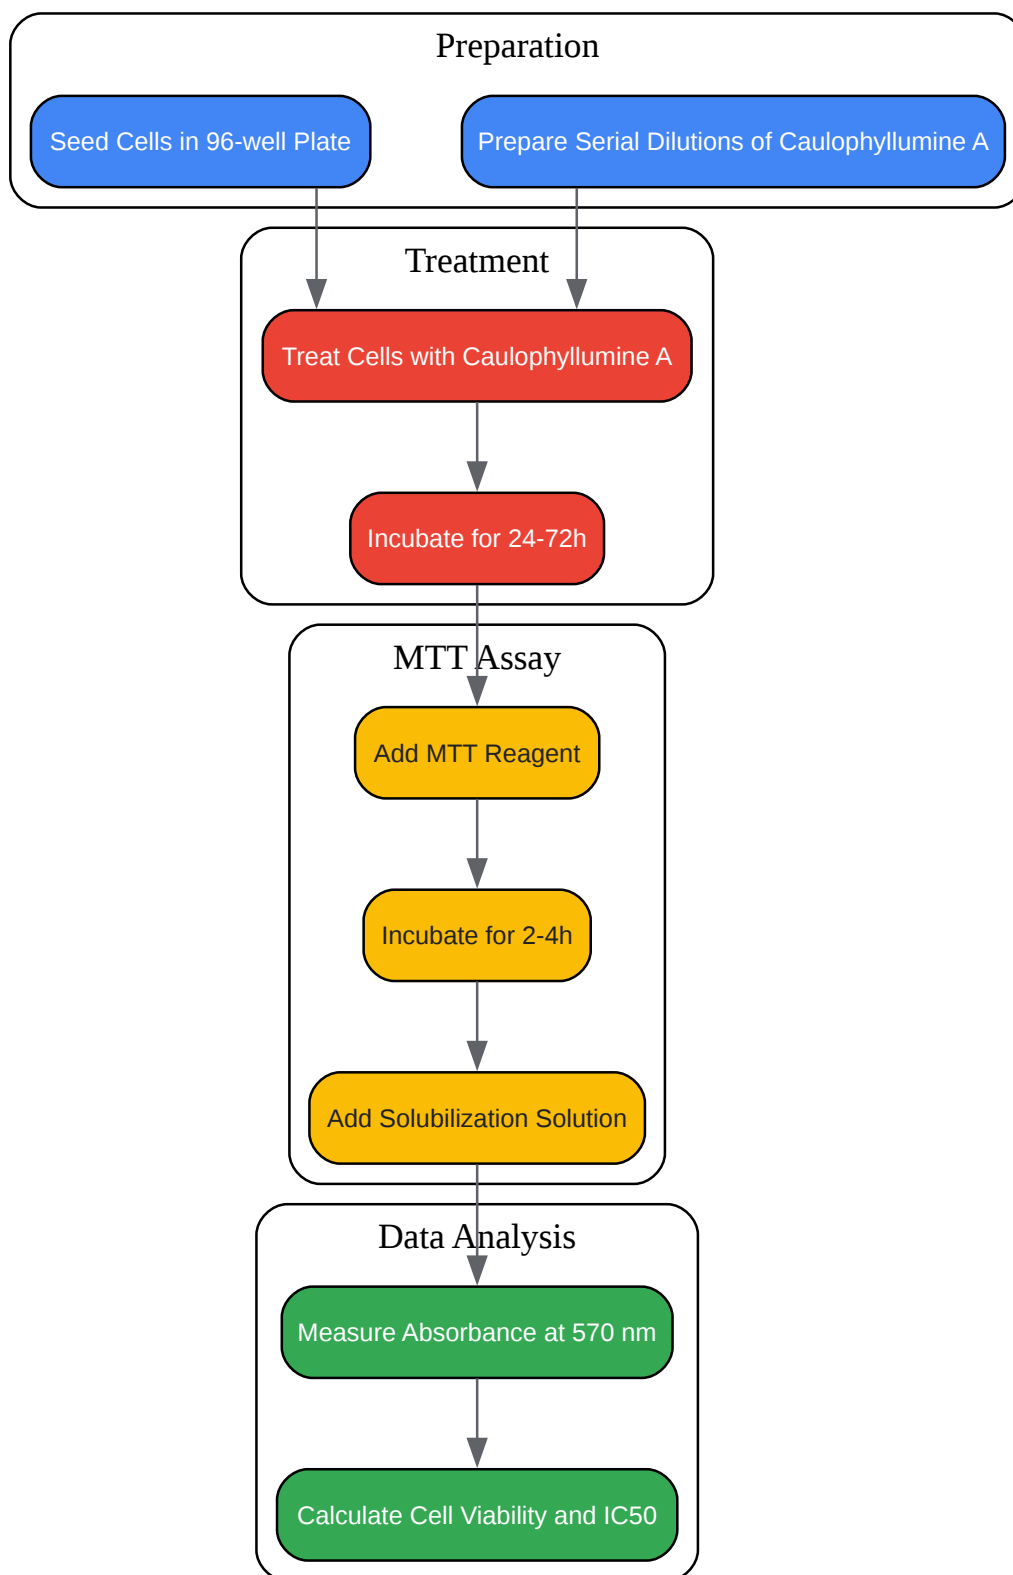 Preparation
Seed Cells in 96-well Plate
Prepare Serial Dilutions of Caulophyllumine A
Treatment
Treat Cells with Caulophyllumine A
Incubate for 24-72h
MTT Assay
Add MTT Reagent
Incubate for 2-4h
Add Solubilization Solution
Data Analysis
Measure Absorbance at 570 nm
Calculate Cell Viability and IC50